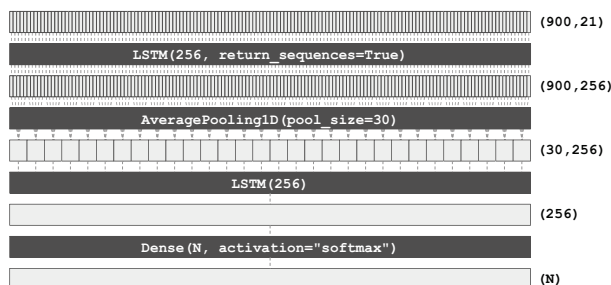 (900,21)
LSTM(256, return_sequences=True)
(900,256)
AveragePooling1D(pool_size=30)
(30,256)
LSTM(256)
(256)
Dense(N, activation="softmax")
(N)